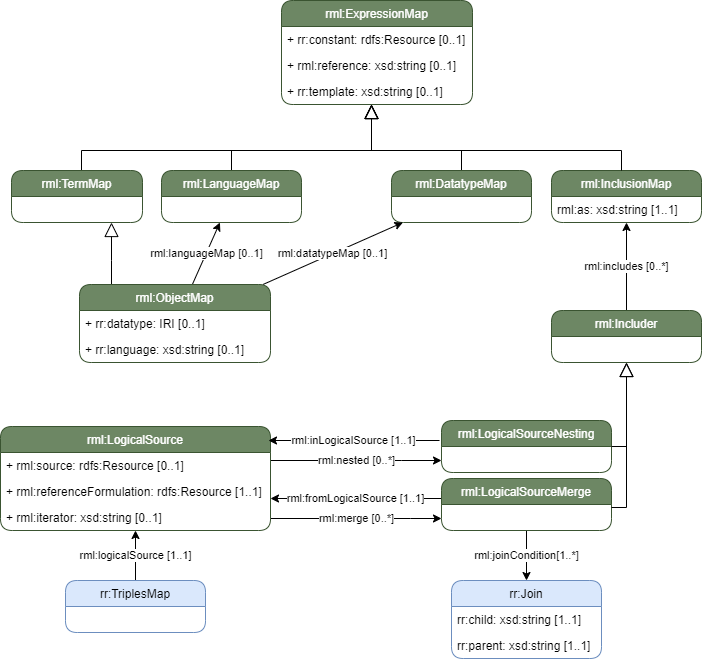 rml:ExpressionMap
+ rr:constant: rdfs:Resource [0..1]
+ rml:reference: xsd:string [0..1]
+ rr:template: xsd:string [0..1]
rml:TermMap
rml:LanguageMap
rml:DatatypeMap
rml:InclusionMap
rml:as: xsd:string [1..1]
rml:languageMap [0..1]
rml:datatypeMap [0..1]
rml:includes [0..*]
rml:ObjectMap
+ rr:datatype: IRI [0..1]
+ rr:language: xsd:string [0..1]
rml:Includer
rml:LogicalSource
+ rml:source: rdfs:Resource [0..1]
+ rml:referenceFormulation: rdfs:Resource [1..1]
+ rml:iterator: xsd:string [0..1]
rml:inLogicalSource [1..1]
rml:nested [0..*]
rml:fromLogicalSource [1..1]
rml:merge [0..*]
rml:LogicalSourceNesting
rml:LogicalSourceMerge
rml:logicalSource [1..1]
rml:joinCondition[1..*]
rr:TriplesMap
rr:Join
rr:child: xsd:string [1..1]
rr:parent: xsd:string [1..1]